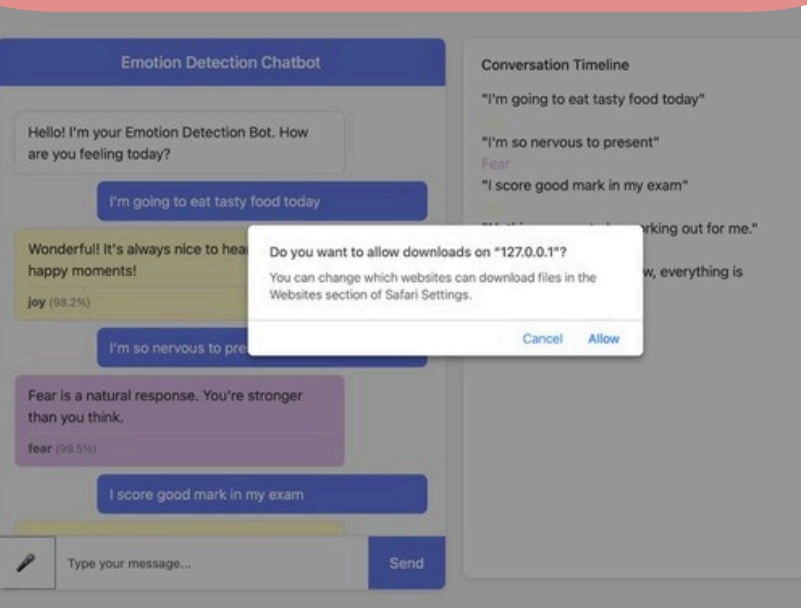 Emotion Detection Chatbot
Hello! I'm your Emotion Detection Bot. How
are you feeling today?
I'm going to eat tasty food today
Wonderful! It's always nice to hea
happy moments!
joy (98.2%)
I'm so nervous to pre
Fear is a natural response. You're stronger
than you think.
fear (99.5%)
I score good mark in my exam
Type your message...
Send
Conversation Timeline
"I'm going to eat tasty food today"
"I'm so nervous to present"
Fear
"I score good mark in my exam"
rking out for me."
w, everything is
Do you want to allow downloads on "127.0.0.1"?
You can change which websites can download files in the
Websites section of Safari Settings.
Cancel
Allow